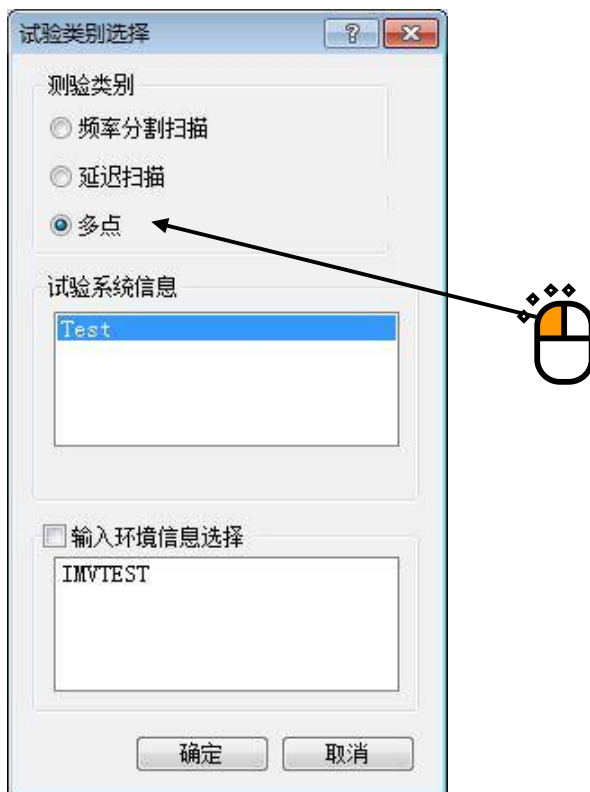 试验类别选择
测验类别
频率分割扫描
延迟扫描
多点
试验系统信息
Test
输入环境信息选择
IMVTEST
确定 取消